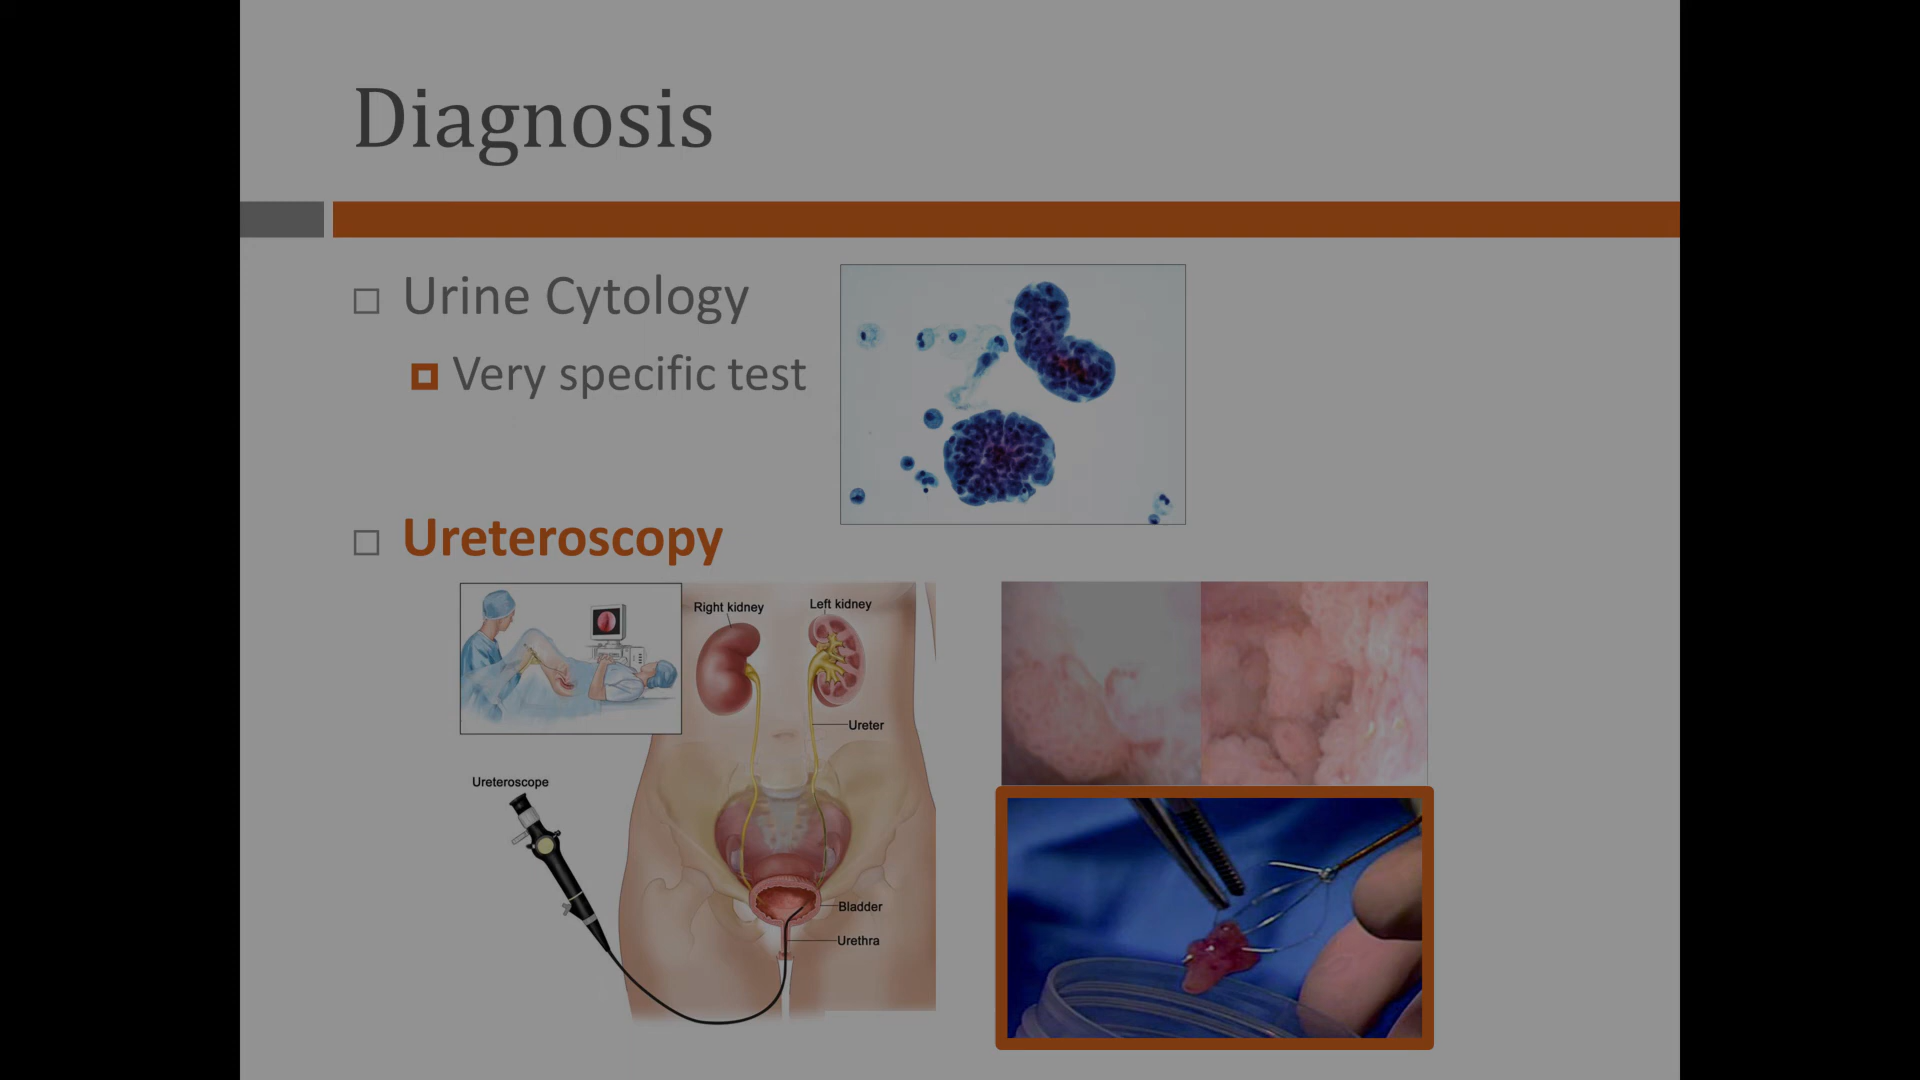 Diagnosis
Urine Cytology
Very specific test
Ureteroscopy
Right kidney
Left kidney
Ureter
Ureteroscope
Bladder
Urethra